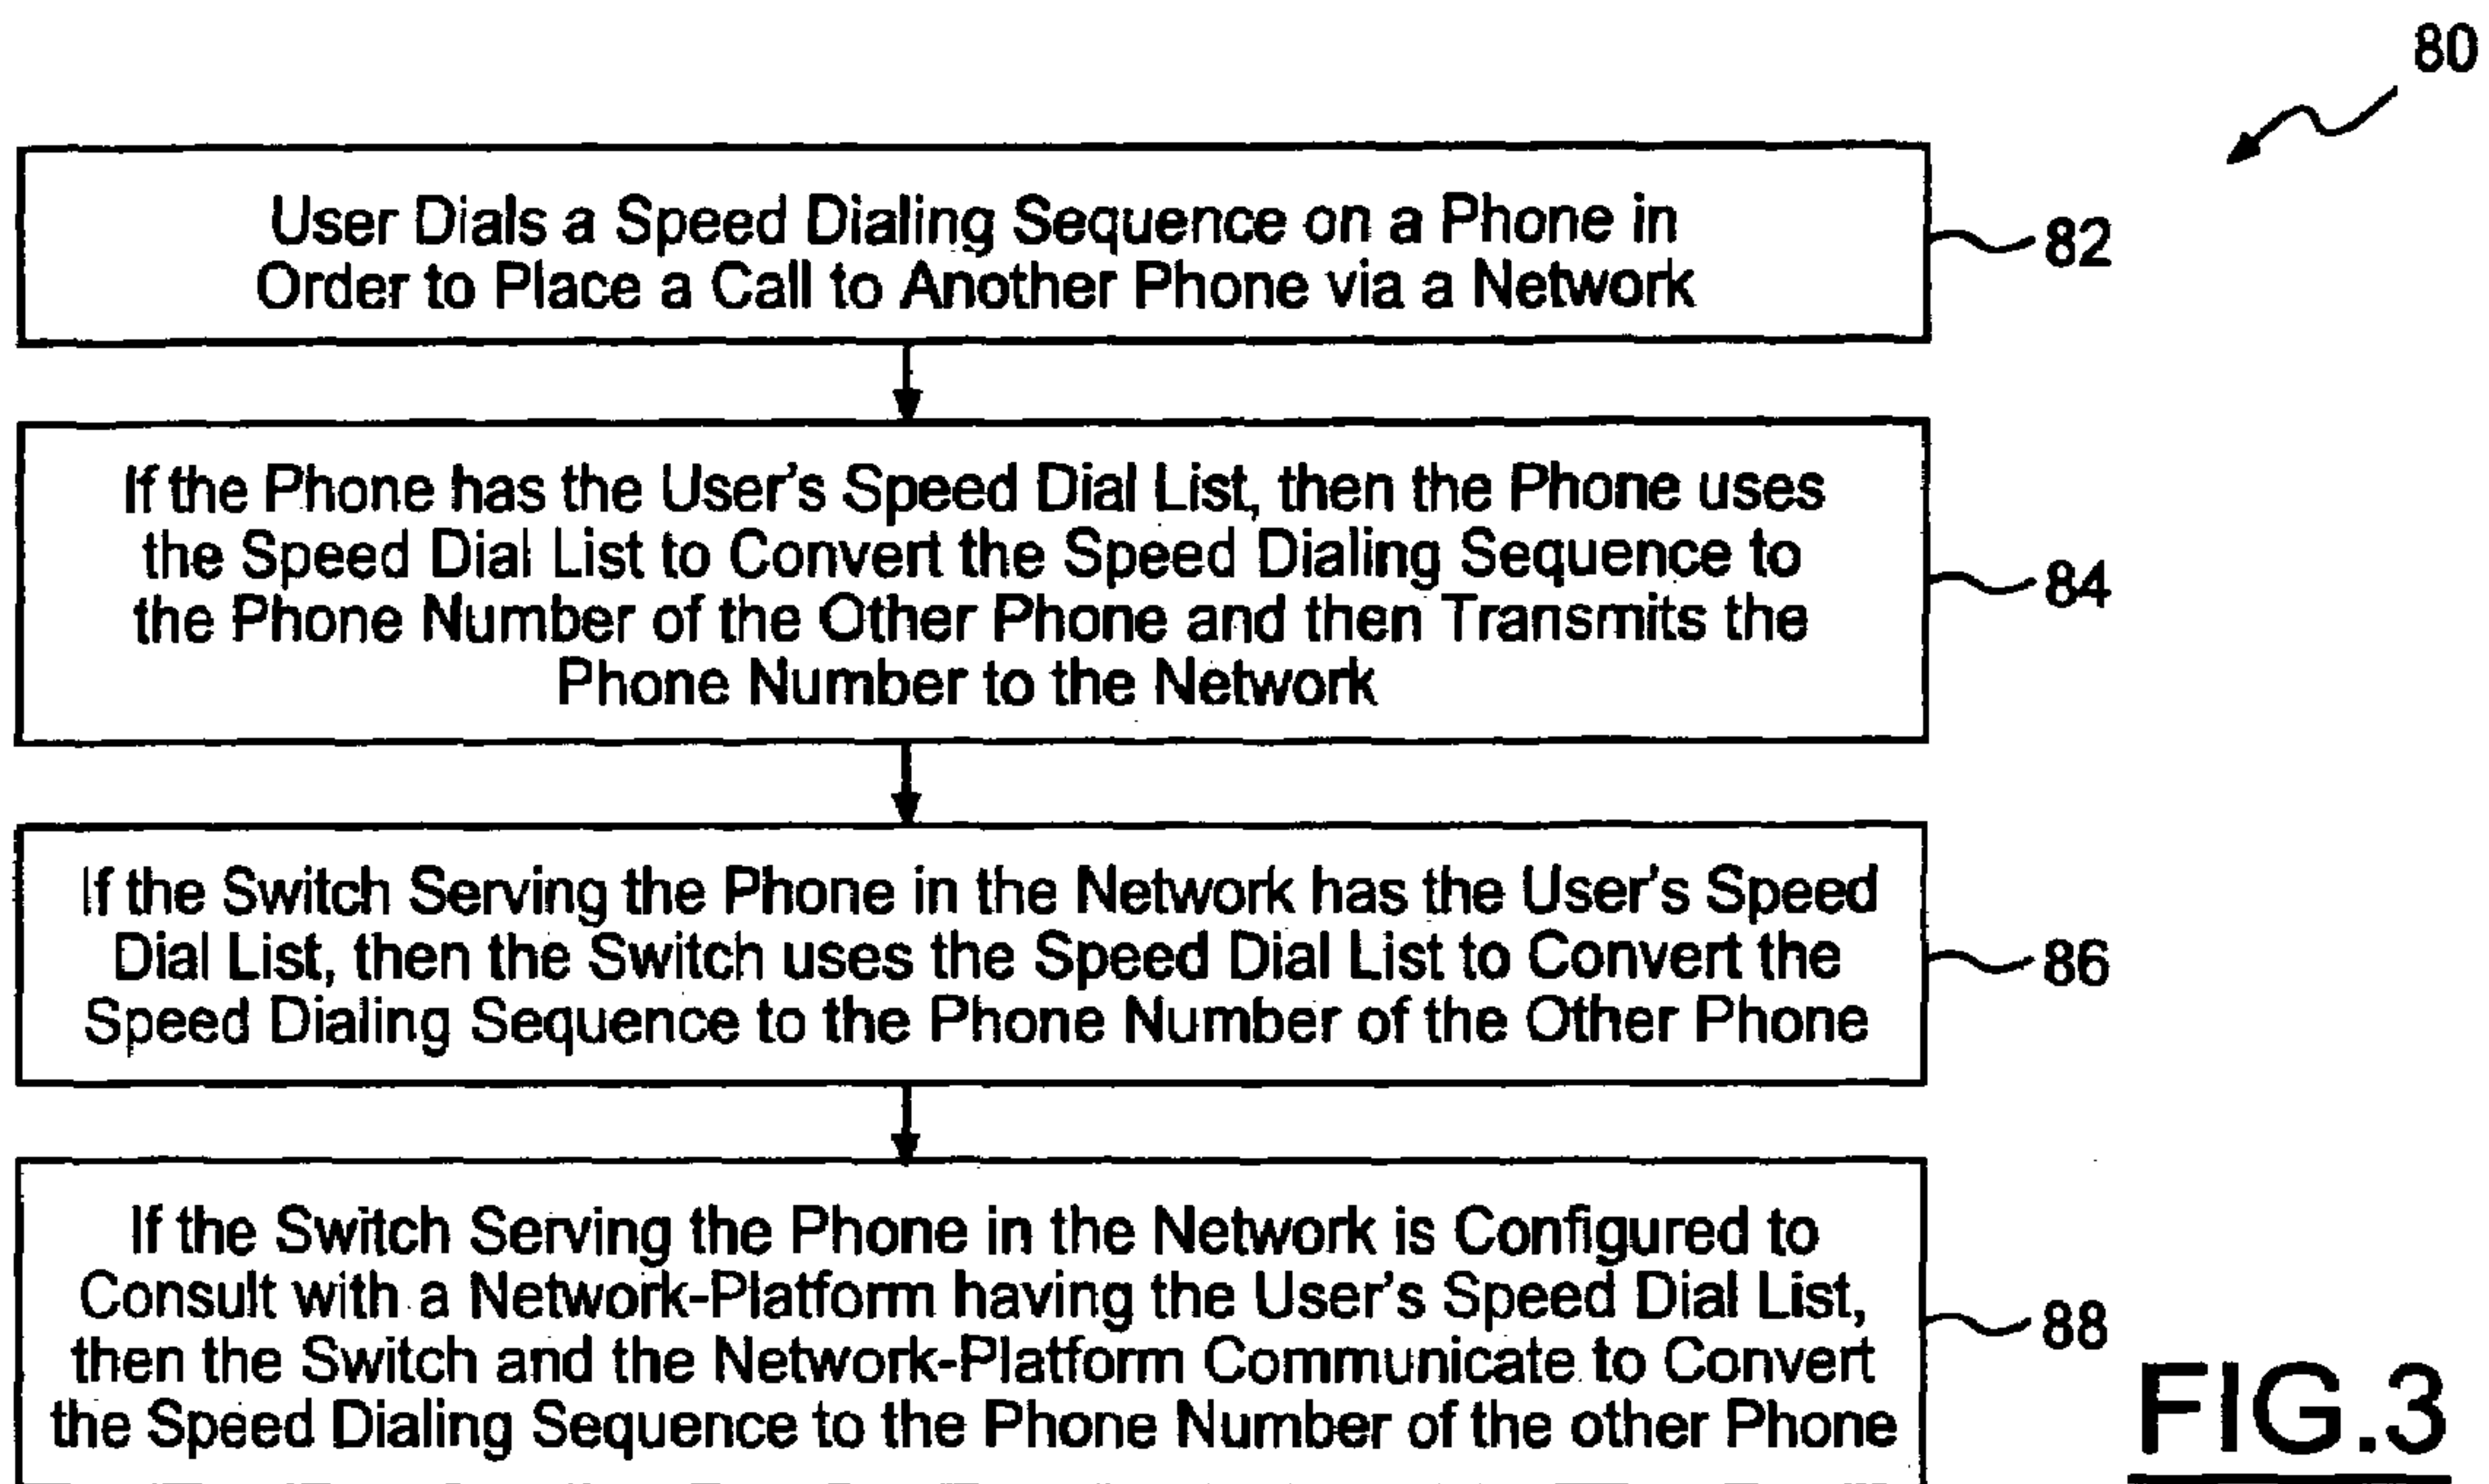 80
User Dials a Speed Dialing Sequence on a Phone in
Order to Place a Call to Another Phone via a Network
82
If the Phone has the User's Speed Dial List, then the Phone uses
the Speed Dial List to Convert the Speed Dialing Sequence to
the Phone Number of the Other Phone and then Transmits the
Phone Number to the Network
84
If the Switch Serving the Phone in the Network has the User's Speed
Dial List, then the Switch uses the Speed Dial List to Convert the
Speed Dialing Sequence to the Phone Number of the Other Phone
86
If the Switch Serving the Phone in the Network is Configured to
Consult with a Network-Platform having the User's Speed Dial List,
then the Switch and the Network-Platform Communicate to Convert
the Speed Dialing Sequence to the Phone Number of the other Phone
88
FIG.3